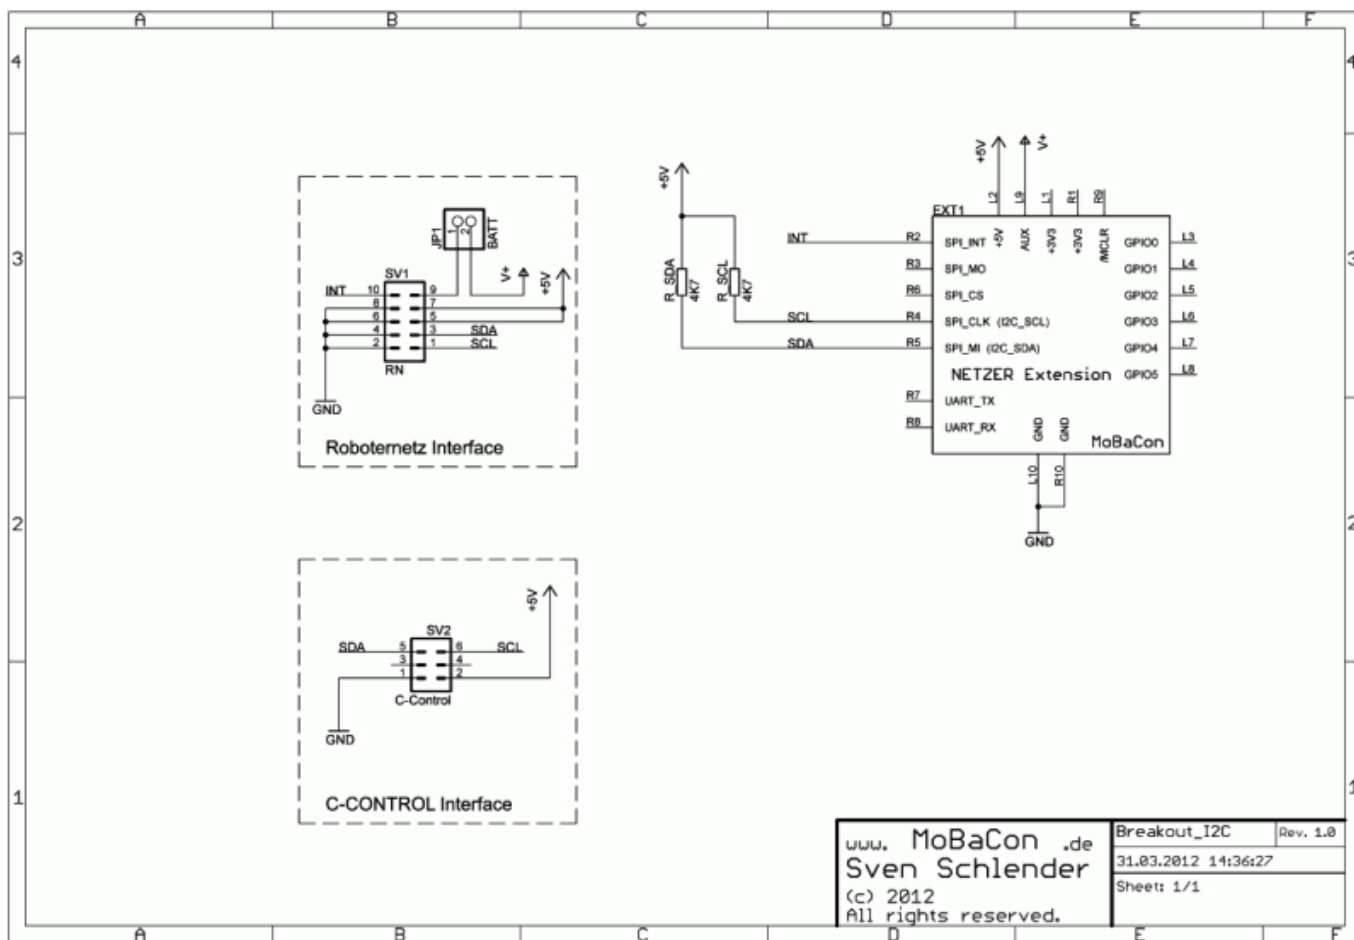 A B C D E F
4 4
3 3
2 2
1 1
+5V
V+
L2 L9 L1 R1 R9
EXT1
+5V AUX +3V3 +3V3 /MCLR
INT R2 SPI_INT GPIO0 L3
R3 SPI_MO GPIO1 L4
R6 SPI_CS GPIO2 L5
SCL R4 SPI_CLK (I2C_SCL) GPIO3 L6
SDA R5 SPI_MI (I2C_SDA) GPIO4 L7
NETZER Extension GPIO5 L8
R7 UART_TX
R8 UART_RX
GND GND
MoBaCon
L10 R10
GND
+5V
R_SDA 4K7
R_SCL 4K7
JP1 1 2 BATT
V+ +5V
SV1
INT 10 9
8 7
6 5
4 3 SDA
2 1 SCL
RN
GND
Roboternetz Interface
+5V
SV2
SDA 5 6 SCL
3 4
1 2
C-Control
GND
C-CONTROL Interface
www. MoBaCon .de
Sven Schlender
(c) 2012
All rights reserved.
Breakout_I2C Rev. 1.0
31.03.2012 14:36:27
Sheet: 1/1
A B C D E F